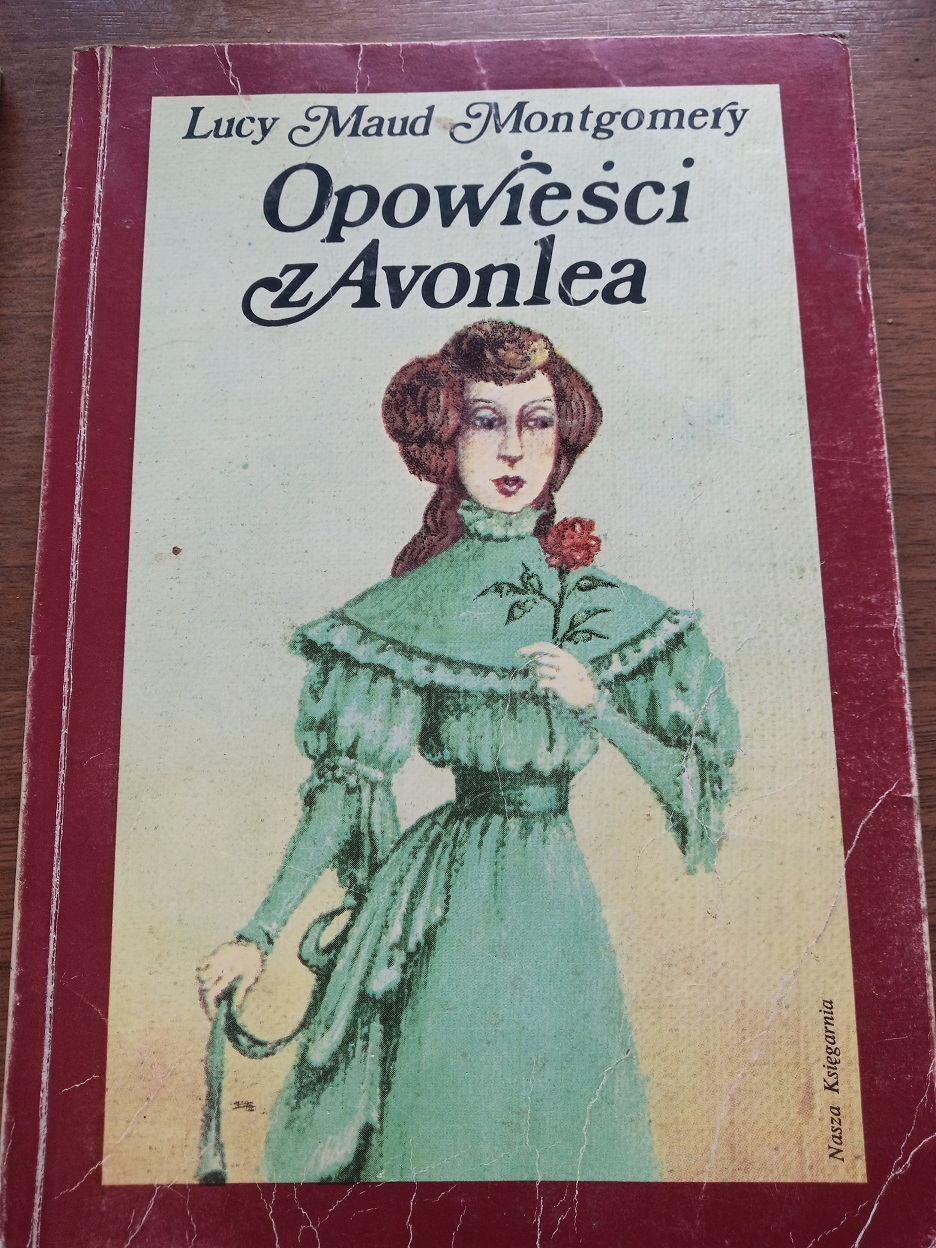 Lucy Maud Montgomery
Opowieści
z Avonlea
Nasza Księgarnia